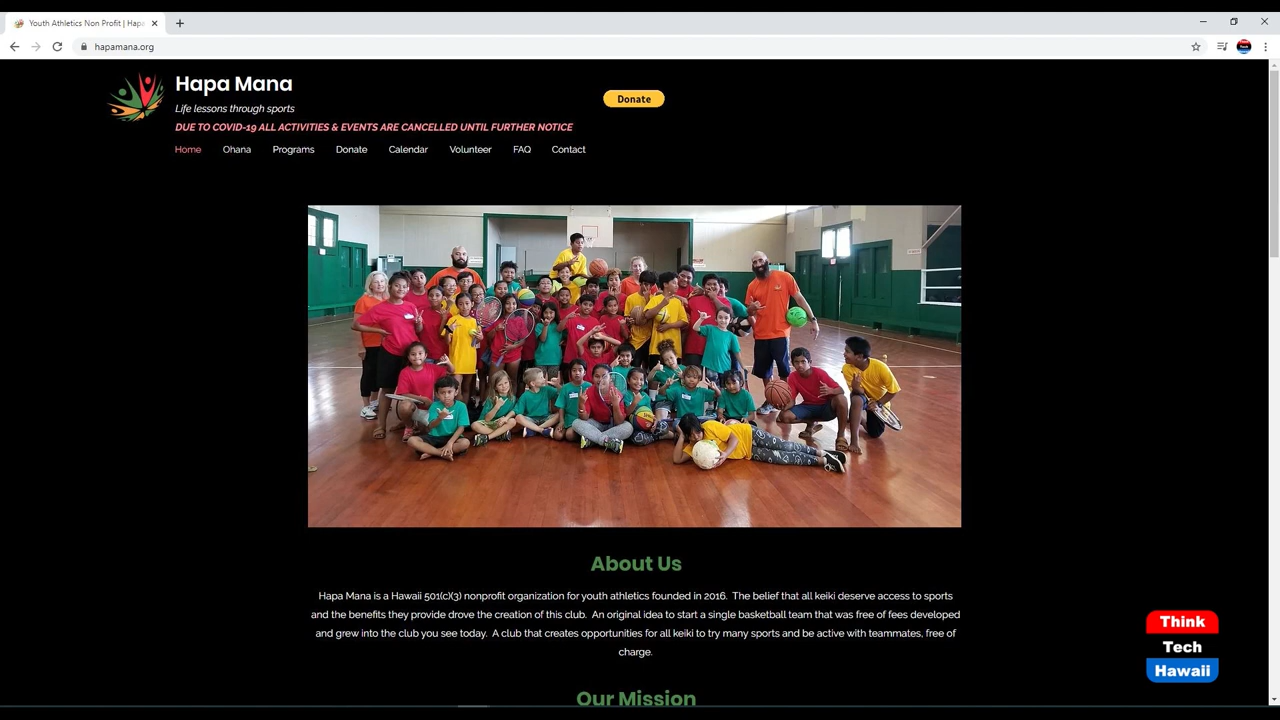 Youth Athletics Non Profit | Hapa
hapamana.org
Hapa Mana
Life lessons through sports
Donate
DUE TO COVID-19 ALL ACTIVITIES & EVENTS ARE CANCELLED UNTIL FURTHER NOTICE
Home Ohana Programs Donate Calendar Volunteer FAQ Contact
About Us
Hapa Mana is a Hawaii 501(c)(3) nonprofit organization for youth athletics founded in 2016. The belief that all keiki deserve access to sports
and the benefits they provide drove the creation of this club. An original idea to start a single basketball team that was free of fees developed
and grew into the club you see today. A club that creates opportunities for all keiki to try many sports and be active with teammates, free of
charge.
Our Mission
Think
Tech
Hawaii